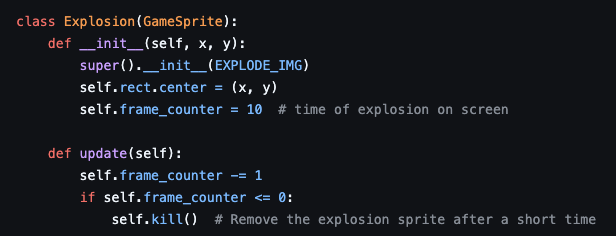 class Explosion(GameSprite):
    def __init__(self, x, y):
        super().__init__(EXPLODE_IMG)
        self.rect.center = (x, y)
        self.frame_counter = 10  # time of explosion on screen

    def update(self):
        self.frame_counter -= 1
        if self.frame_counter <= 0:
            self.kill()  # Remove the explosion sprite after a short time